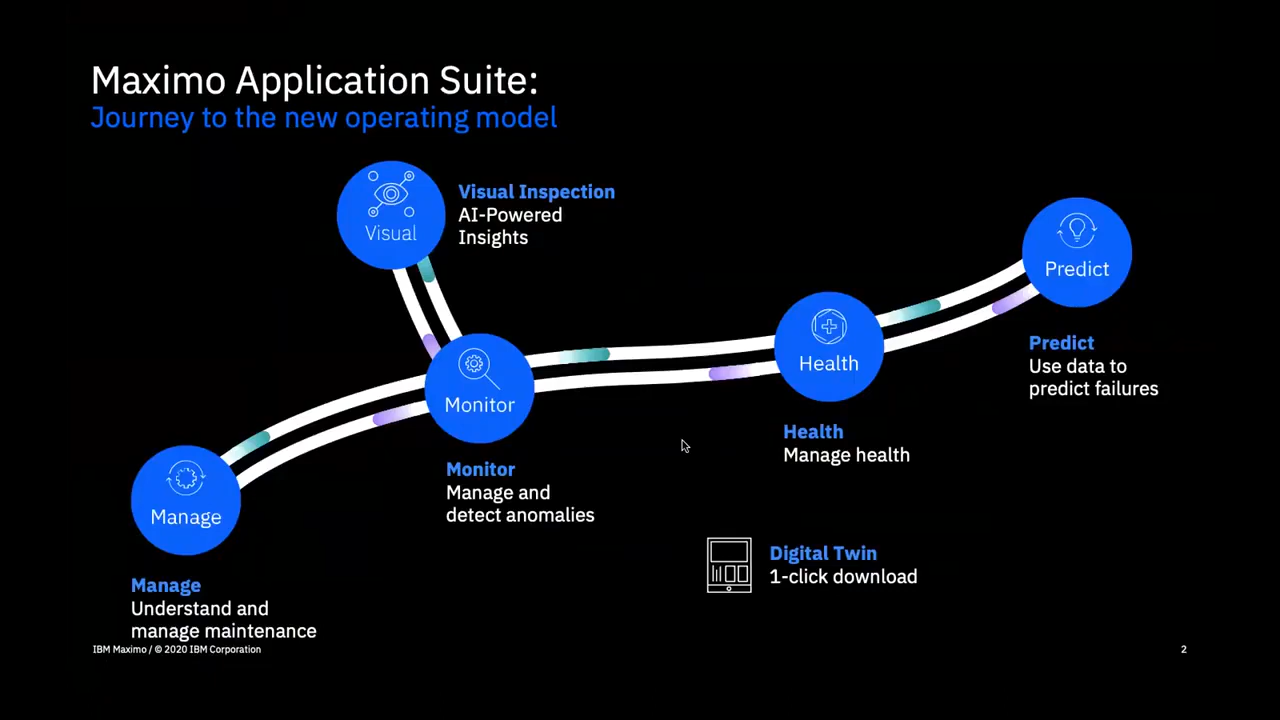 Maximo Application Suite:
Journey to the new operating model
Visual
Visual Inspection
AI-Powered
Insights
Predict
Predict
Use data to
predict failures
Health
Health
Manage health
Monitor
Monitor
Manage and
detect anomalies
Manage
Manage
Understand and
manage maintenance
Digital Twin
1-click download
IBM Maximo / © 2020 IBM Corporation
2